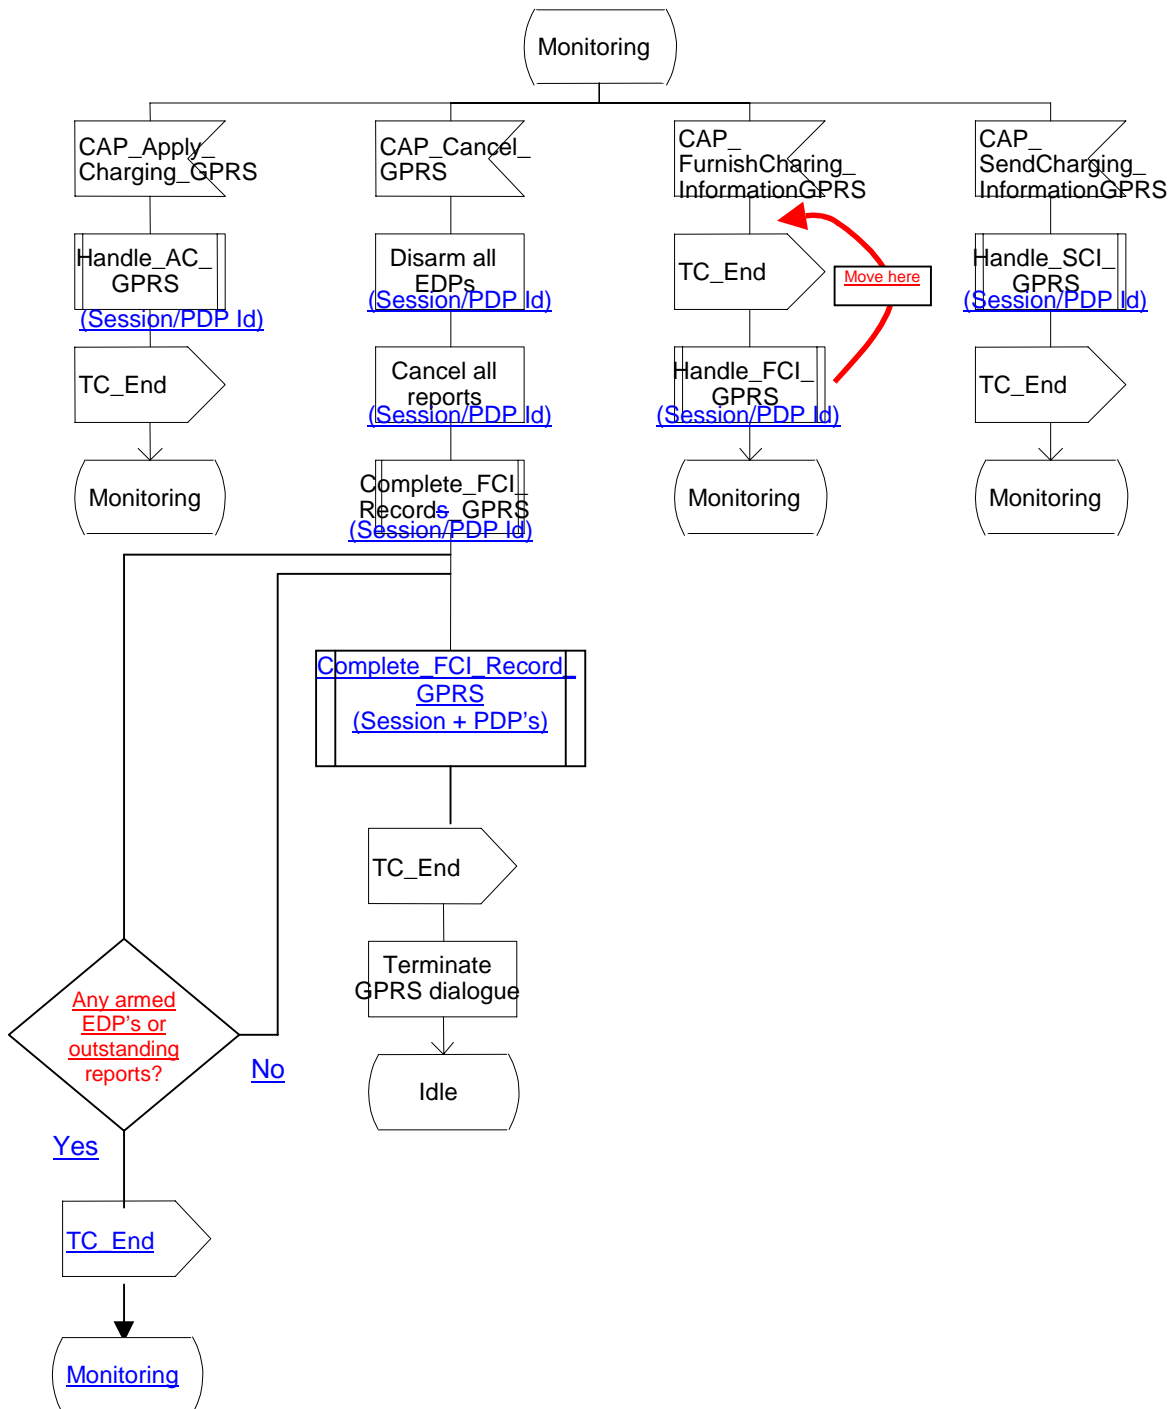 Monitoring
CAP_Apply_
Charging_GPRS
Handle_AC_
GPRS
(Session/PDP Id)
TC_End
Monitoring
CAP_Cancel_
GPRS
Disarm all
EDPs
(Session/PDP Id)
Cancel all
reports
(Session/PDP Id)
Complete_FCI_
Records_GPRS
(Session/PDP Id)
CAP_
FurnishCharing_
InformationGPRS
TC_End
Move here
Handle_FCI_
GPRS
(Session/PDP Id)
Monitoring
CAP_
SendCharging_
InformationGPRS
Handle_SCI_
GPRS
(Session/PDP Id)
TC_End
Monitoring
Complete_FCI_Record_
GPRS
(Session + PDP's)
TC_End
Terminate
GPRS dialogue
Idle
Any armed
EDP's or
outstanding
reports?
No
Yes
TC_End
Monitoring